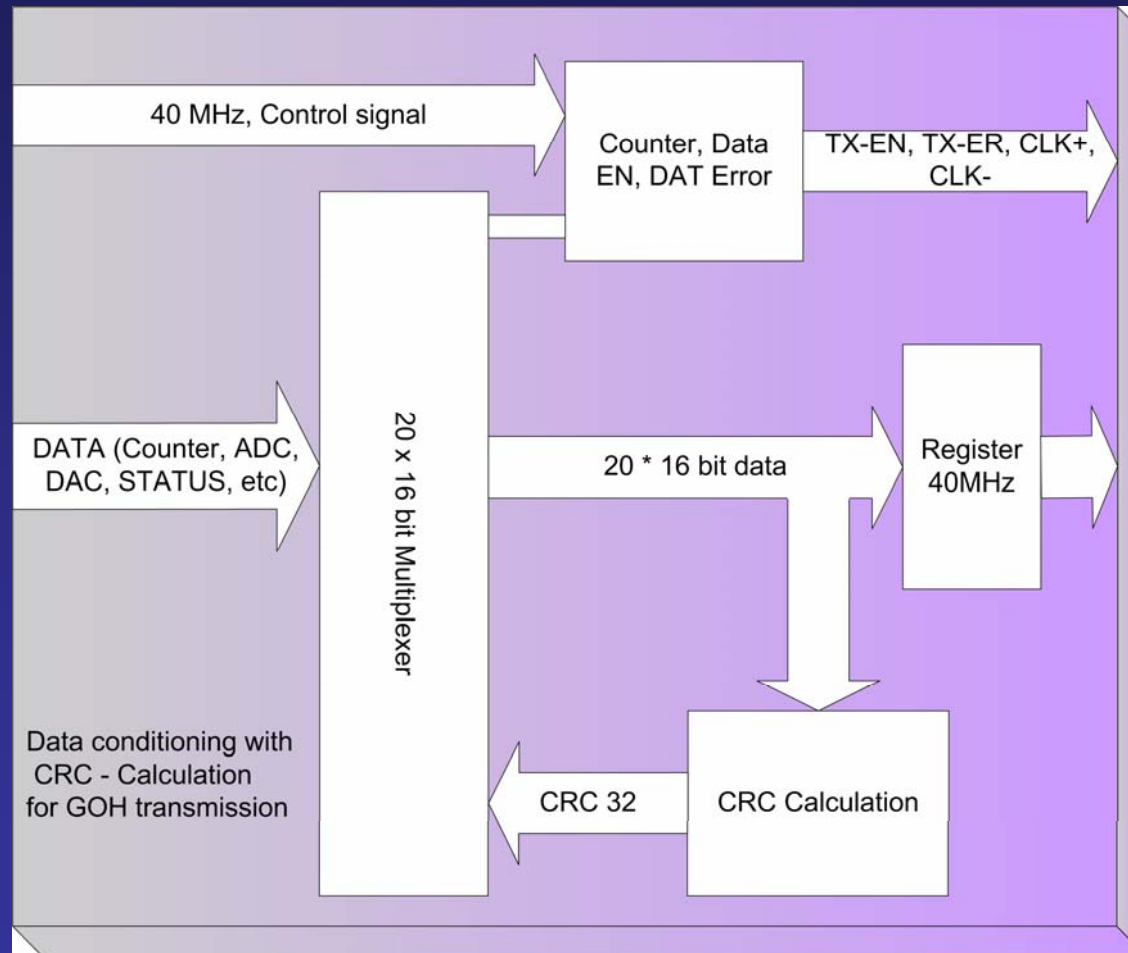 40 MHz, Control signal
Counter, Data
EN, DAT Error
TX-EN, TX-ER, CLK+,
CLK-
DATA (Counter, ADC,
DAC, STATUS, etc)
20 x 16 bit Multiplexer
20 * 16 bit data
Register
40MHz
Data conditioning with
CRC - Calculation
for GOH transmission
CRC 32
CRC Calculation